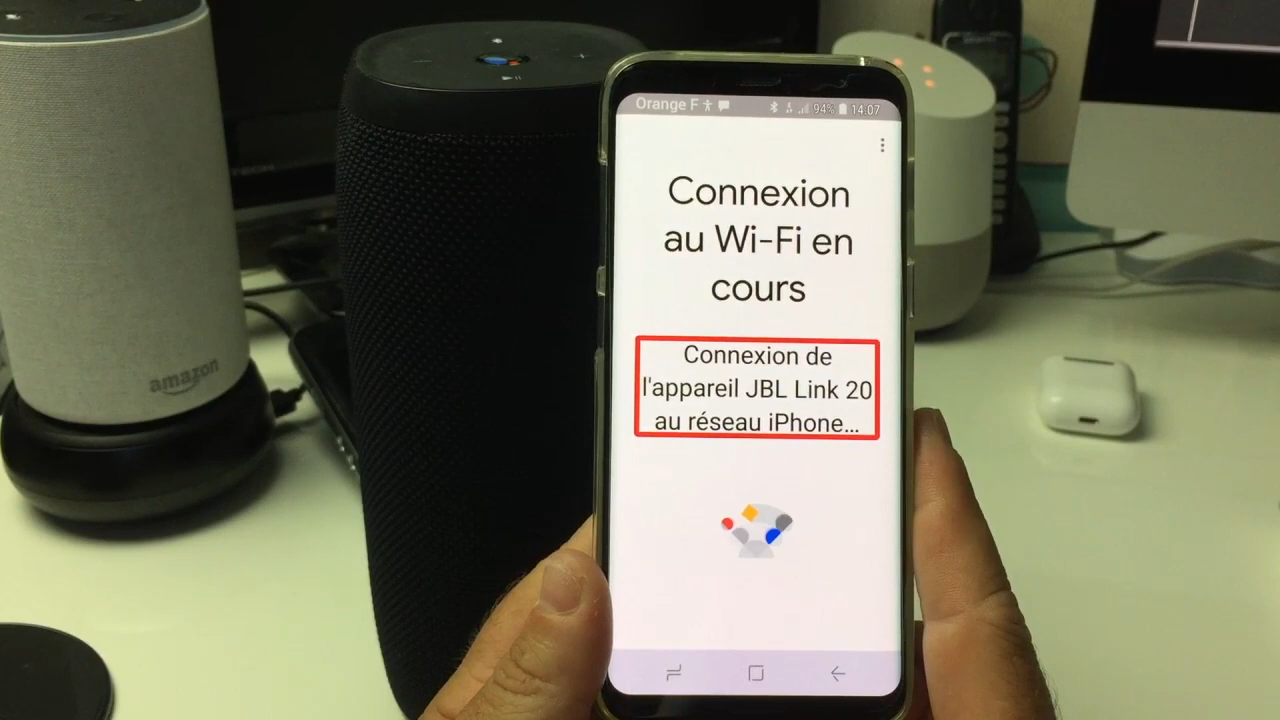 Orange F 94% 14:07
Connexion
au Wi-Fi en
cours
Connexion de
l'appareil JBL Link 20
au réseau iPhone...
amazon